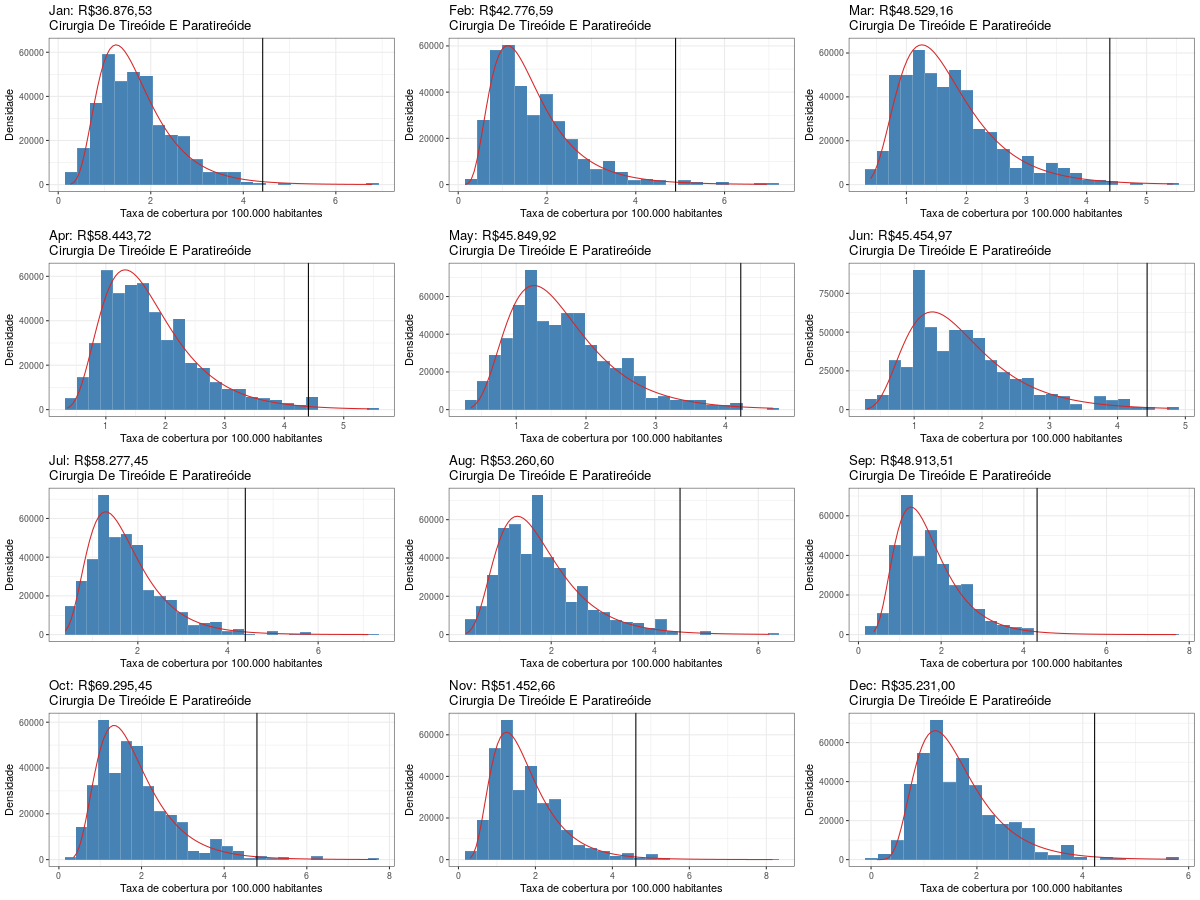 Jan: R$36.876,53
Cirurgia De Tireóide E Paratireóide
60000
40000
20000
0
Densidade
0 2 4 6
Taxa de cobertura por 100.000 habitantes
Feb: R$42.776,59
Cirurgia De Tireóide E Paratireóide
60000
40000
20000
0
Densidade
0 2 4 6
Taxa de cobertura por 100.000 habitantes
Mar: R$48.529,16
Cirurgia De Tireóide E Paratireóide
60000
40000
20000
0
Densidade
1 2 3 4 5
Taxa de cobertura por 100.000 habitantes
Apr: R$58.443,72
Cirurgia De Tireóide E Paratireóide
60000
40000
20000
0
Densidade
1 2 3 4 5
Taxa de cobertura por 100.000 habitantes
May: R$45.849,92
Cirurgia De Tireóide E Paratireóide
60000
40000
20000
0
Densidade
1 2 3 4
Taxa de cobertura por 100.000 habitantes
Jun: R$45.454,97
Cirurgia De Tireóide E Paratireóide
75000
50000
25000
0
Densidade
1 2 3 4 5
Taxa de cobertura por 100.000 habitantes
Jul: R$58.277,45
Cirurgia De Tireóide E Paratireóide
60000
40000
20000
0
Densidade
2 4 6
Taxa de cobertura por 100.000 habitantes
Aug: R$53.260,60
Cirurgia De Tireóide E Paratireóide
60000
40000
20000
0
Densidade
2 4 6
Taxa de cobertura por 100.000 habitantes
Sep: R$48.913,51
Cirurgia De Tireóide E Paratireóide
60000
40000
20000
0
Densidade
0 2 4 6 8
Taxa de cobertura por 100.000 habitantes
Oct: R$69.295,45
Cirurgia De Tireóide E Paratireóide
60000
40000
20000
0
Densidade
0 2 4 6 8
Taxa de cobertura por 100.000 habitantes
Nov: R$51.452,66
Cirurgia De Tireóide E Paratireóide
60000
40000
20000
0
Densidade
0 2 4 6 8
Taxa de cobertura por 100.000 habitantes
Dec: R$35.231,00
Cirurgia De Tireóide E Paratireóide
60000
40000
20000
0
Densidade
0 2 4 6
Taxa de cobertura por 100.000 habitantes